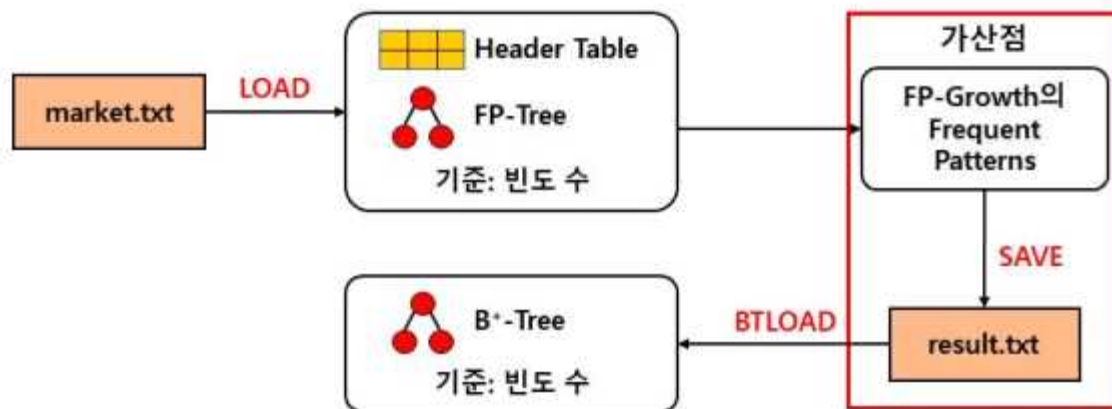 market.txt
LOAD
Header Table
FP-Tree
기준: 빈도 수
가산점
FP-Growth의
Frequent
Patterns
SAVE
result.txt
BTLOAD
B⁺-Tree
기준: 빈도 수